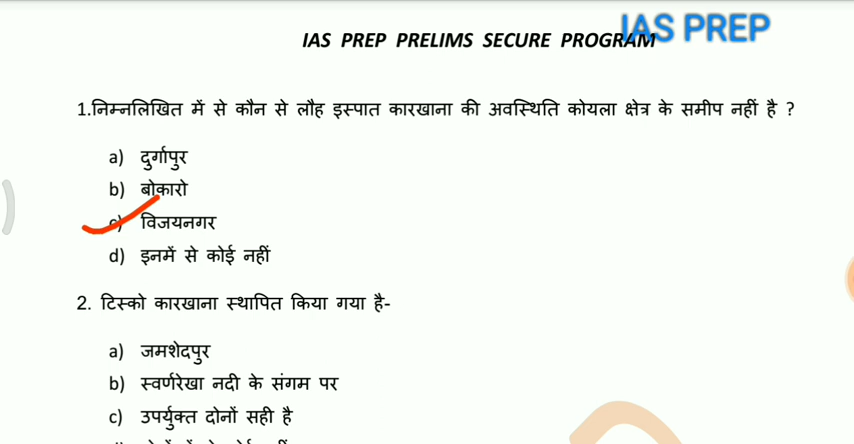 IAS PREP
IAS PREP PRELIMS SECURE PROGRAM
1.निम्नलिखित में से कौन से लौह इस्पात कारखाना की अवस्थिति कोयला क्षेत्र के समीप नहीं है ?
a) दुर्गापुर
b) बोकारो
c) विजयनगर
d) इनमें से कोई नहीं
2. टिस्को कारखाना स्थापित किया गया है-
a) जमशेदपुर
b) स्वर्णरेखा नदी के संगम पर
c) उपर्युक्त दोनों सही है